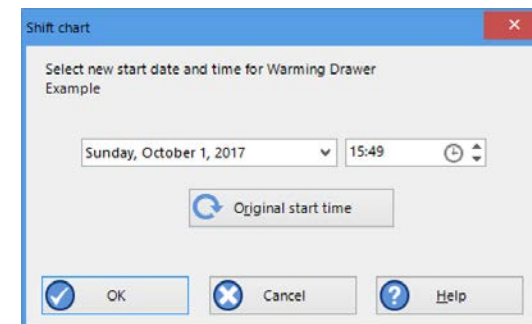 Shift chart
Select new start date and time for Warming Drawer
Example
Sunday, October 1, 2017
15:49
Original start time
OK
Cancel
Help